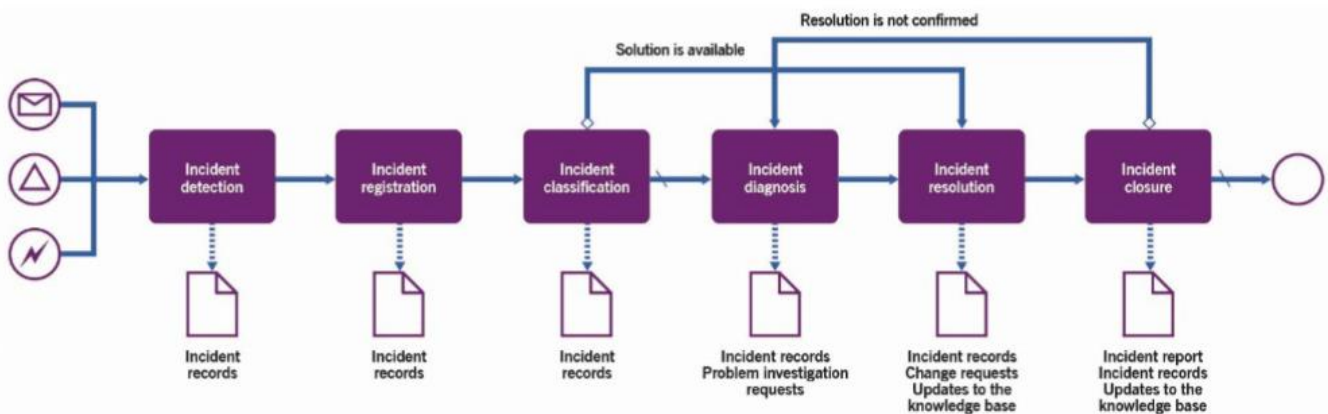 Resolution is not confirmed
Solution is available
Incident
detection
Incident
registration
Incident
classification
Incident
diagnosis
Incident
resolution
Incident
closure
Incident
records
Incident
records
Incident
records
Incident records
Problem investigation
requests
Incident records
Change requests
Updates to the
knowledge base
Incident report
Incident records
Updates to the
knowledge base